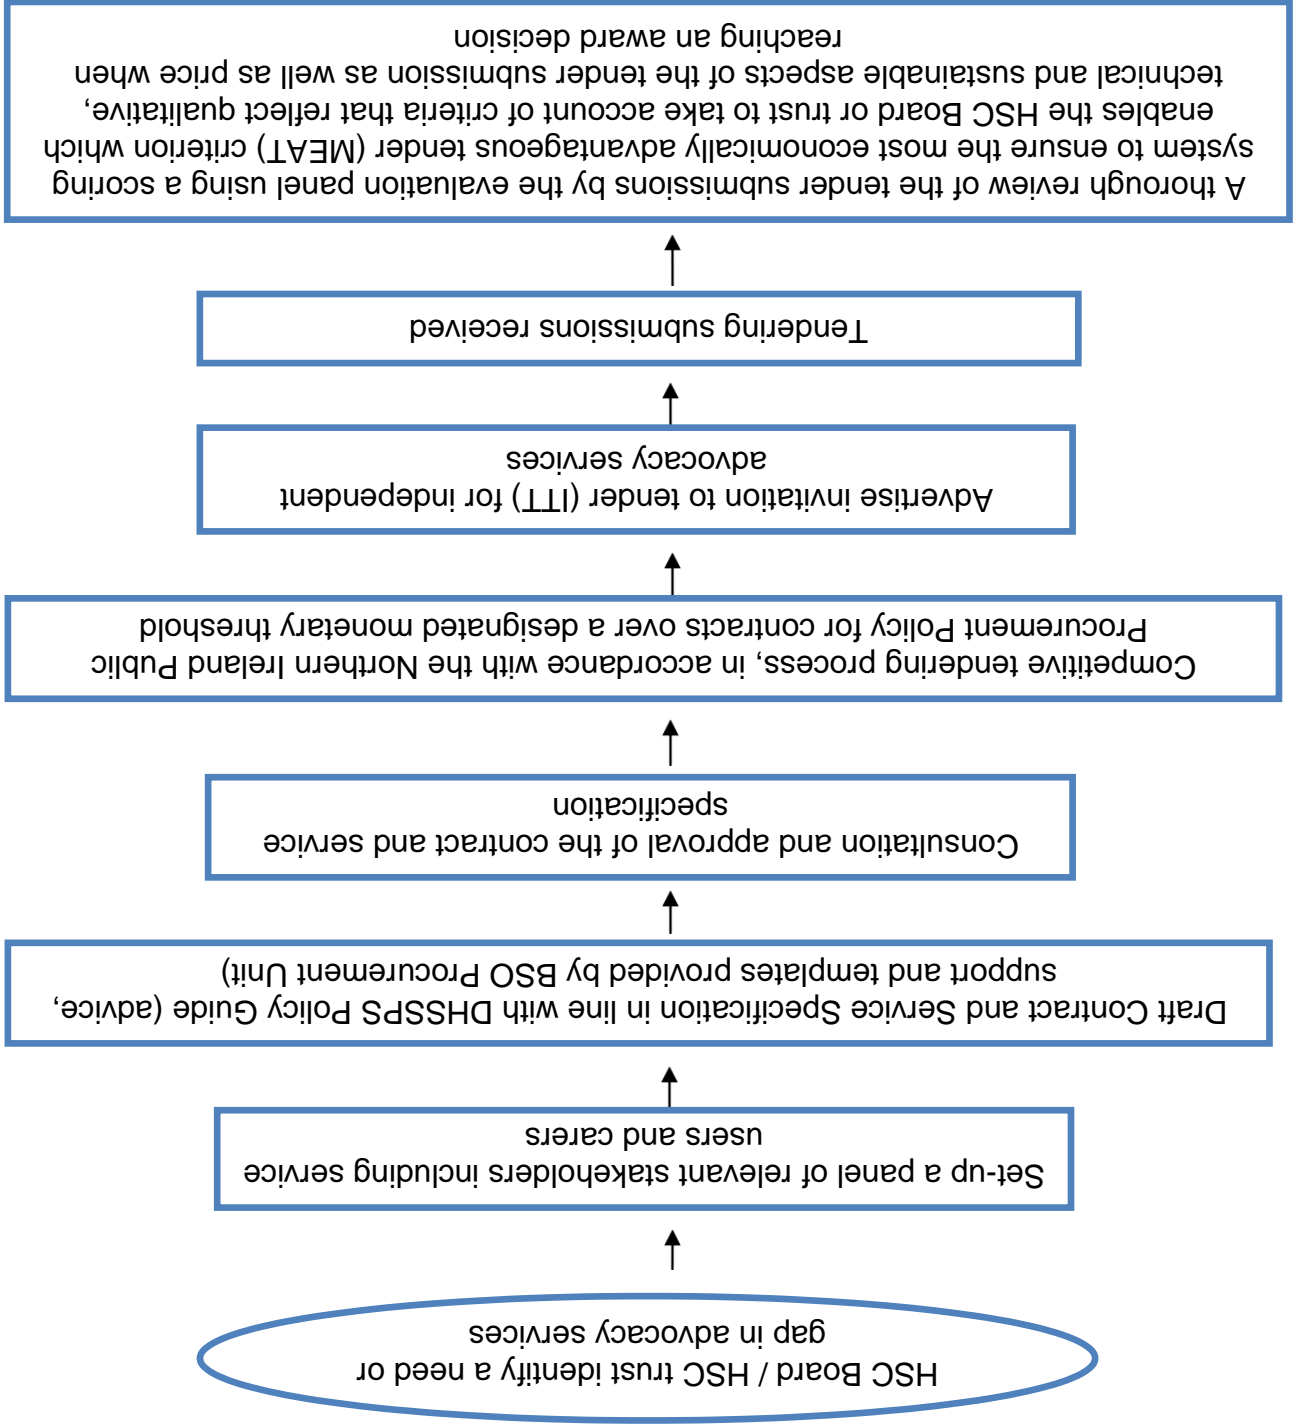 HSC Board / HSC trust identify a need or
gap in advocacy services
Set-up a panel of relevant stakeholders including service
users and carers
Draft Contract and Service Specification in line with DHSSPS Policy Guide (advice,
support and templates provided by BSO Procurement Unit)
Consultation and approval of the contract and service
specification
Competitive tendering process, in accordance with the Northern Ireland Public
Procurement Policy for contracts over a designated monetary threshold
Advertise invitation to tender (ITT) for independent
advocacy services
Tendering submissions received
A thorough review of the tender submissions by the evaluation panel using a scoring
system to ensure the most economically advantageous tender (MEAT) criterion which
enables the HSC Board or trust to take account of criteria that reflect qualitative,
technical and sustainable aspects of the tender submission as well as price when
reaching an award decision